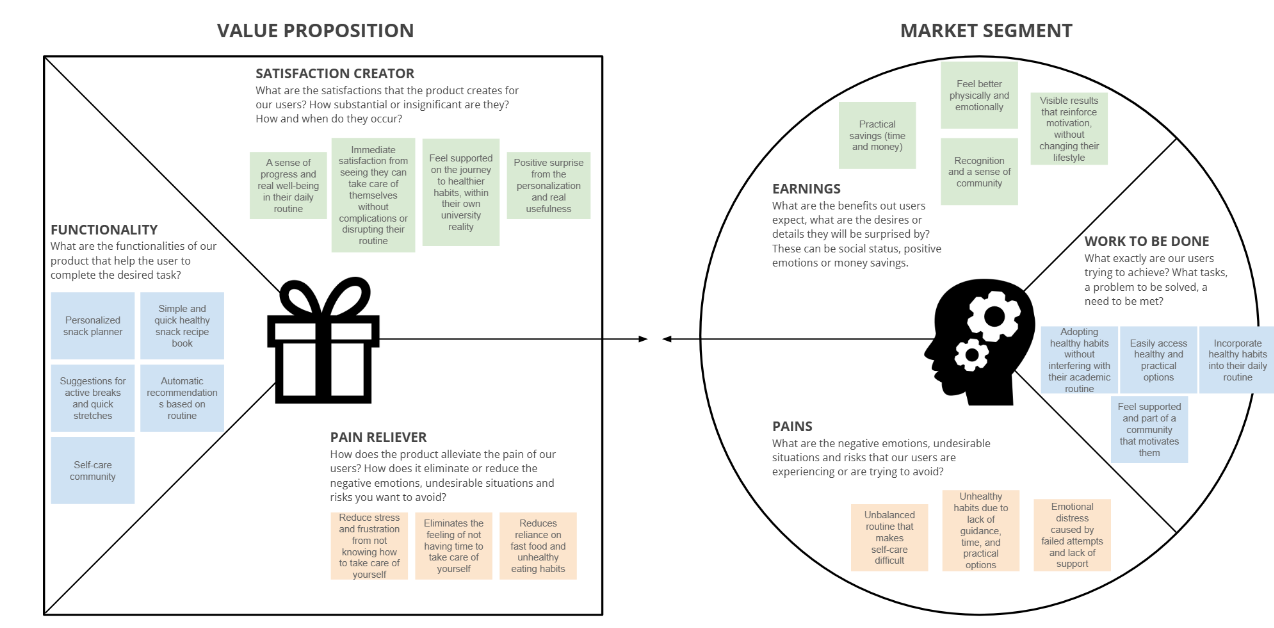 VALUE PROPOSITION
SATISFACTION CREATOR
What are the satisfactions that the product creates for
our users? How substantial or insignificant are they?
How and when do they occur?
A sense of
progress and
real well-being
in their daily
routine
Immediate
satisfaction from
seeing they can
take care of
themselves
without
complications or
disrupting their
routine
Feel supported
on the journey
to healthier
habits, within
their own
university
reality
Positive surprise
from the
personalization
and real
usefulness
FUNCTIONALITY
What are the functionalities of our
product that help the user to
complete the desired task?
Personalized
snack planner
Simple and
quick healthy
snack recipe
book
Suggestions for
active breaks
and quick
stretches
Automatic
recommendation
s based on
routine
Self-care
community
PAIN RELIEVER
How does the product alleviate the pain of our
users? How does it eliminate or reduce the
negative emotions, undesirable situations and
risks you want to avoid?
Reduce stress
and frustration
from not
knowing how
to take care of
yourself
Eliminates the
feeling of not
having time to
take care of
yourself
Reduces
reliance on
fast food and
unhealthy
eating habits
MARKET SEGMENT
Practical
savings (time
and money)
Feel better
physically and
emotionally
Visible results
that reinforce
motivation,
without
changing their
lifestyle
Recognition
and a sense of
community
EARNINGS
What are the benefits out users
expect, what are the desires or
details they will be surprised by?
These can be social status, positive
emotions or money savings.
WORK TO BE DONE
What exactly are our users
trying to achieve? What tasks,
a problem to be solved, a
need to be met?
Adopting
healthy habits
without
interfering with
their academic
routine
Easily access
healthy and
practical
options
Incorporate
healthy habits
into their daily
routine
Feel supported
and part of a
community
that motivates
them
PAINS
What are the negative emotions, undesirable
situations and risks that our users are
experiencing or are trying to avoid?
Unbalanced
routine that
makes
self-care
difficult
Unhealthy
habits due to
lack of
guidance,
time, and
practical
options
Emotional
distress
caused by
failed attempts
and lack of
support